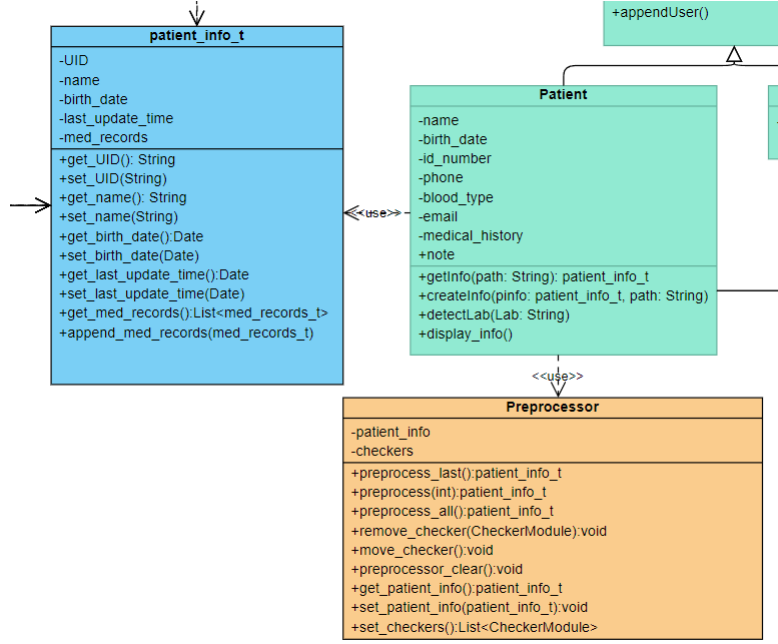 +appendUser()
patient_info_t
-UID
-name
-birth_date
-last_update_time
-med_records
+get_UID(): String
+set_UID(String)
+get_name(): String
+set_name(String)
+get_birth_date():Date
+set_birth_date(Date)
+get_last_update_time():Date
+set_last_update_time(Date)
+get_med_records():List<med_records_t>
+append_med_records(med_records_t)
<<use>>
Patient
-name
-birth_date
-id_number
-phone
-blood_type
-email
-medical_history
+note
+getInfo(path: String): patient_info_t
+createInfo(pinfo: patient_info_t, path: String)
+detectLab(Lab: String)
+display_info()
<<use>>
Preprocessor
-patient_info
-checkers
+preprocess_last():patient_info_t
+preprocess(int):patient_info_t
+preprocess_all():patient_info_t
+remove_checker(CheckerModule):void
+move_checker():void
+preprocessor_clear():void
+get_patient_info():patient_info_t
+set_patient_info(patient_info_t):void
+set_checkers():List<CheckerModule>